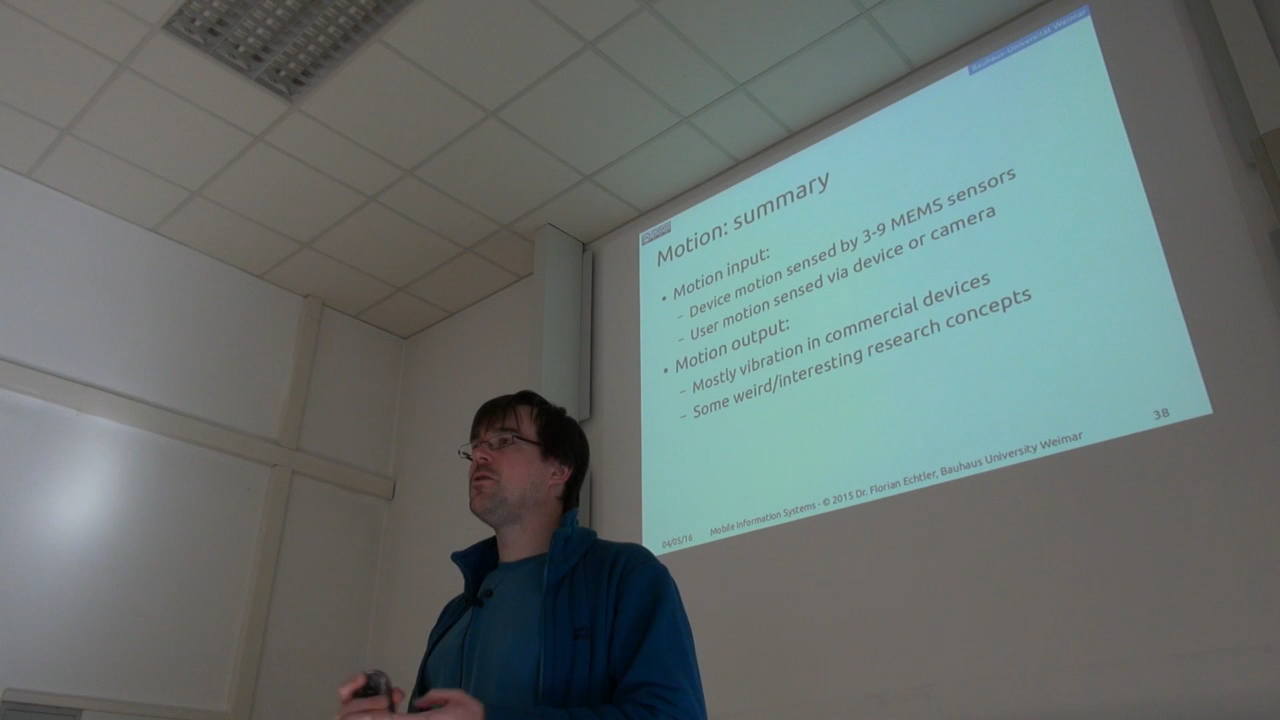 Bauhaus-Universität Weimar
Motion: summary
• Motion input:
– Device motion sensed by 3-9 MEMS sensors
– User motion sensed via device or camera
• Motion output:
– Mostly vibration in commercial devices
– Some weird/interesting research concepts
04/05/16
Mobile Information Systems - © 2015 Dr. Florian Echtler, Bauhaus University Weimar
38